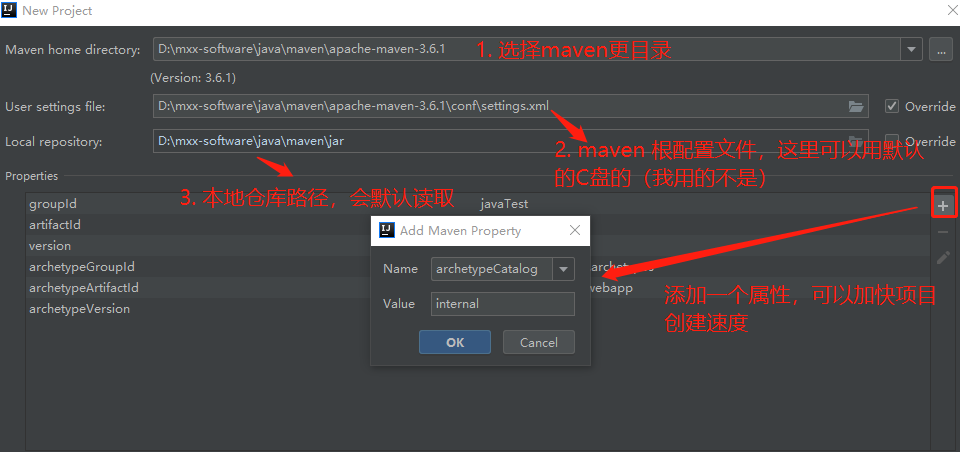 New Project
Maven home directory: D:\mxx-software\java\maven\apache-maven-3.6.1 ...
1. 选择maven更目录
(Version: 3.6.1)
User settings file: D:\mxx-software\java\maven\apache-maven-3.6.1\conf\settings.xml Override
Local repository: D:\mxx-software\java\maven\jar Override
2. maven 根配置文件，这里可以用默认
的C盘的（我用的不是）
Properties
3. 本地仓库路径，会默认读取
groupId javaTest
artifactId
version
archetypeGroupId
archetypeArtifactId webapp
archetypeVersion
Add Maven Property
Name archetypeCatalog
Value internal
OK Cancel
添加一个属性，可以加快项目
创建速度